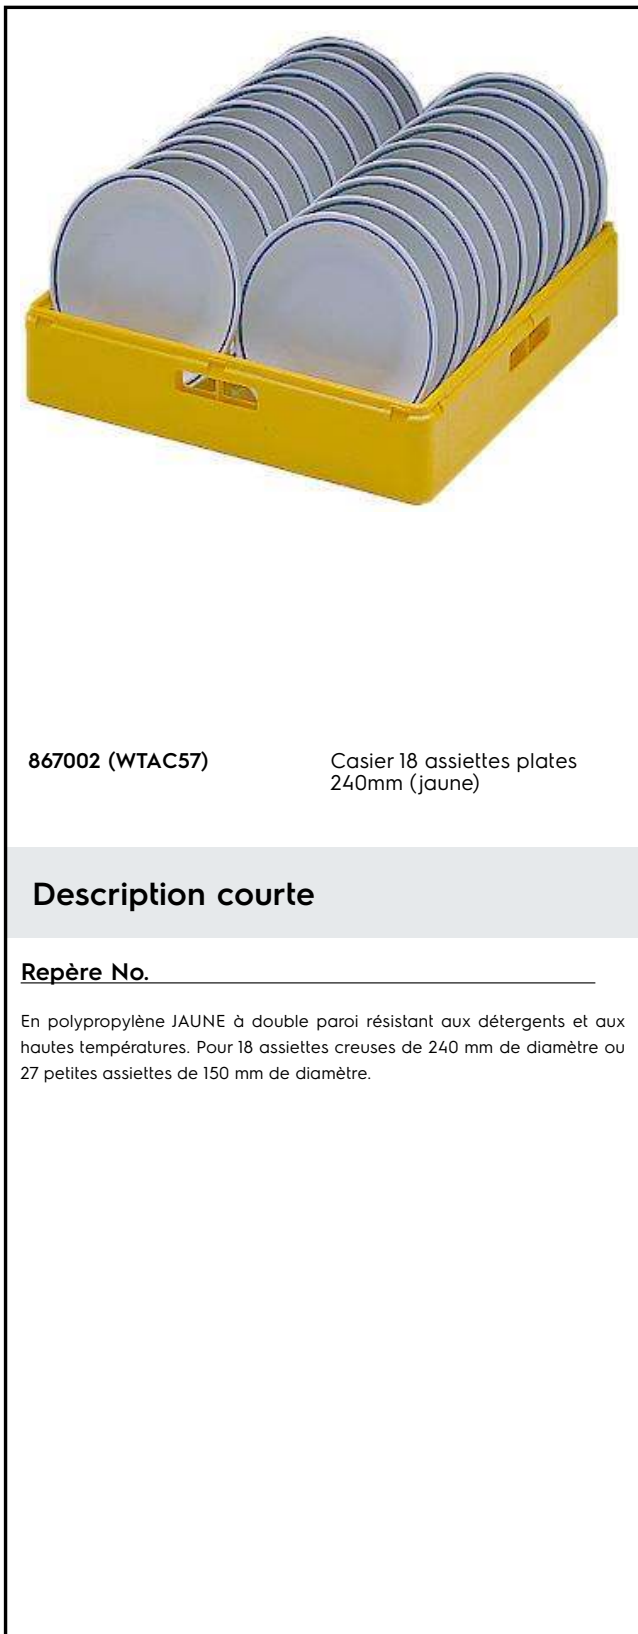 867002 (WTAC57)
Casier 18 assiettes plates
240mm (jaune)
Description courte
Repère No.
En polypropylène JAUNE à double paroi résistant aux détergents et aux
hautes températures. Pour 18 assiettes creuses de 240 mm de diamètre ou
27 petites assiettes de 150 mm de diamètre.